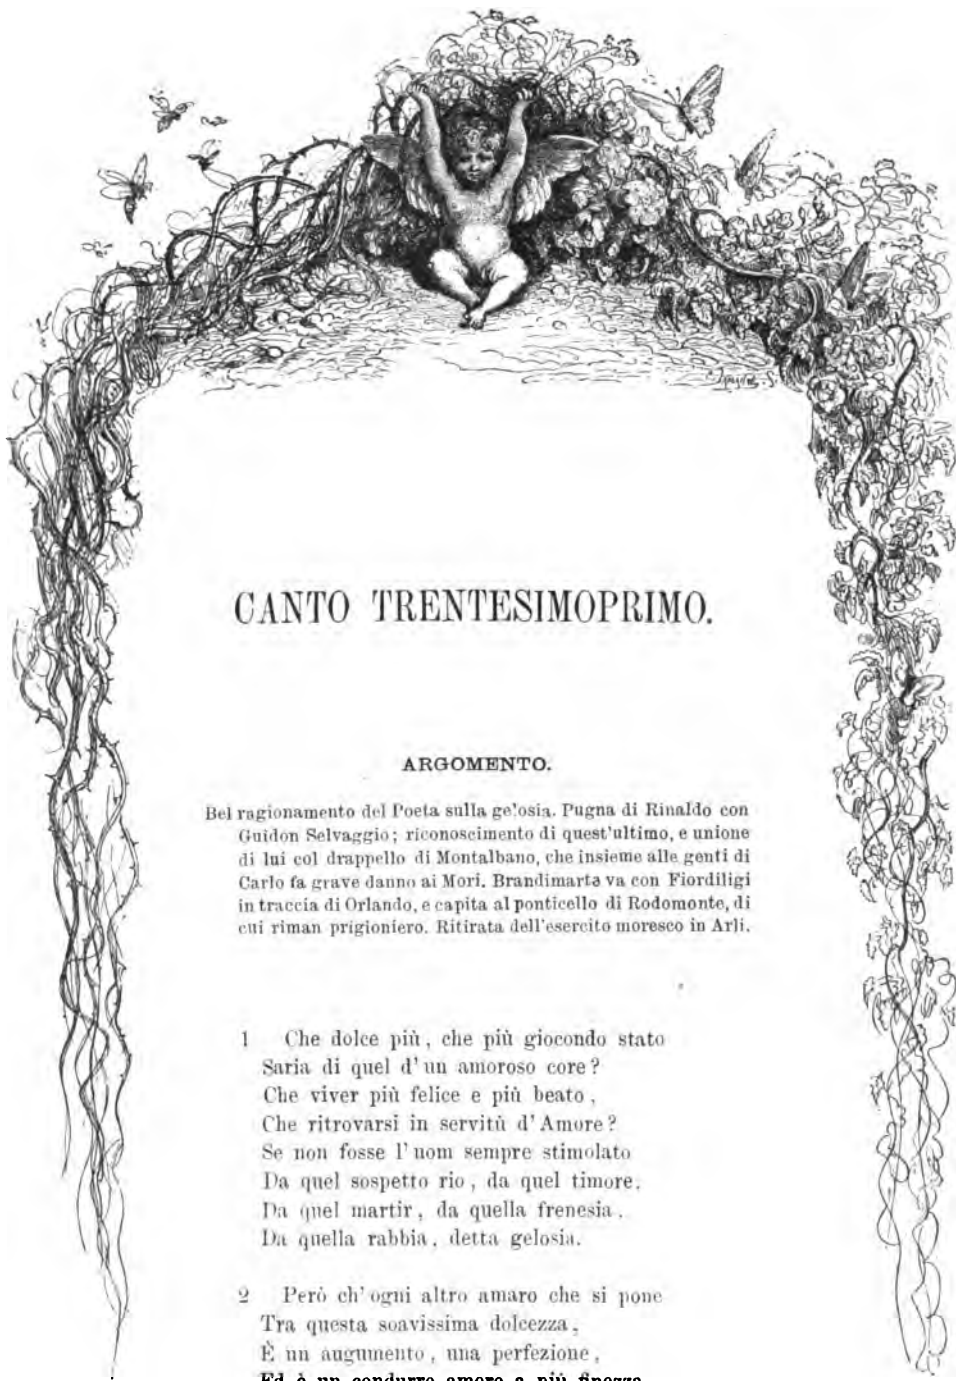 CANTO TRENTESIMOPRIMO.
ARGOMENTO.
Bel ragionamento del Poeta sulla gelosia. Pugna di Rinaldo con
Guidon Selvaggio; riconoscimento di quest'ultimo, e unione
di lui col drappello di Montalbano, che insieme alle genti di
Carlo fa grave danno ai Mori. Brandimarte va con Fiordiligi
in traccia di Orlando, e capita al ponticello di Rodomonte, di
cui riman prigioniero. Ritirata dell'esercito moresco in Arli.
1 Che dolce più, che più giocondo stato
Saria di quel d'un amoroso core?
Che viver più felice e più beato,
Che ritrovarsi in servitù d'Amore?
Se non fosse l'uom sempre stimolato
Da quel sospetto rio, da quel timore,
Da quel martir, da quella frenesia,
Da quella rabbia, detta gelosia.
2 Però ch'ogni altro amaro che si pone
Tra questa soavissima dolcezza,
È un augumento, una perfezione,
Ed è un condurre amore a più finezza